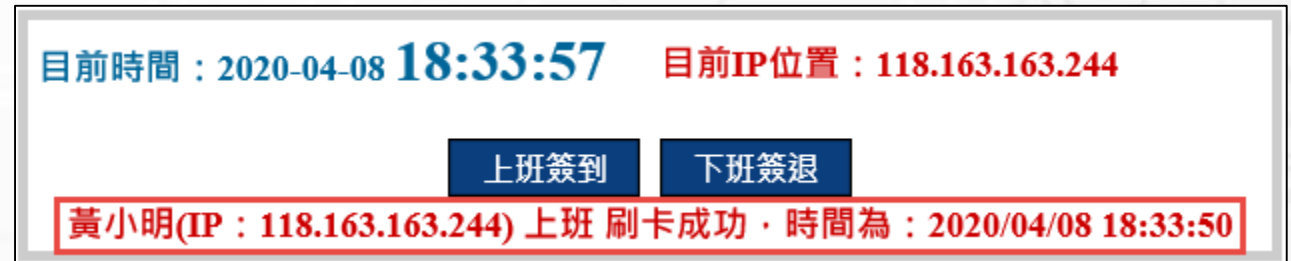 目前時間：2020-04-08 18:33:57 目前IP位置：118.163.163.244
上班簽到 下班簽退
黃小明(IP：118.163.163.244) 上班 刷卡成功，時間為：2020/04/08 18:33:50